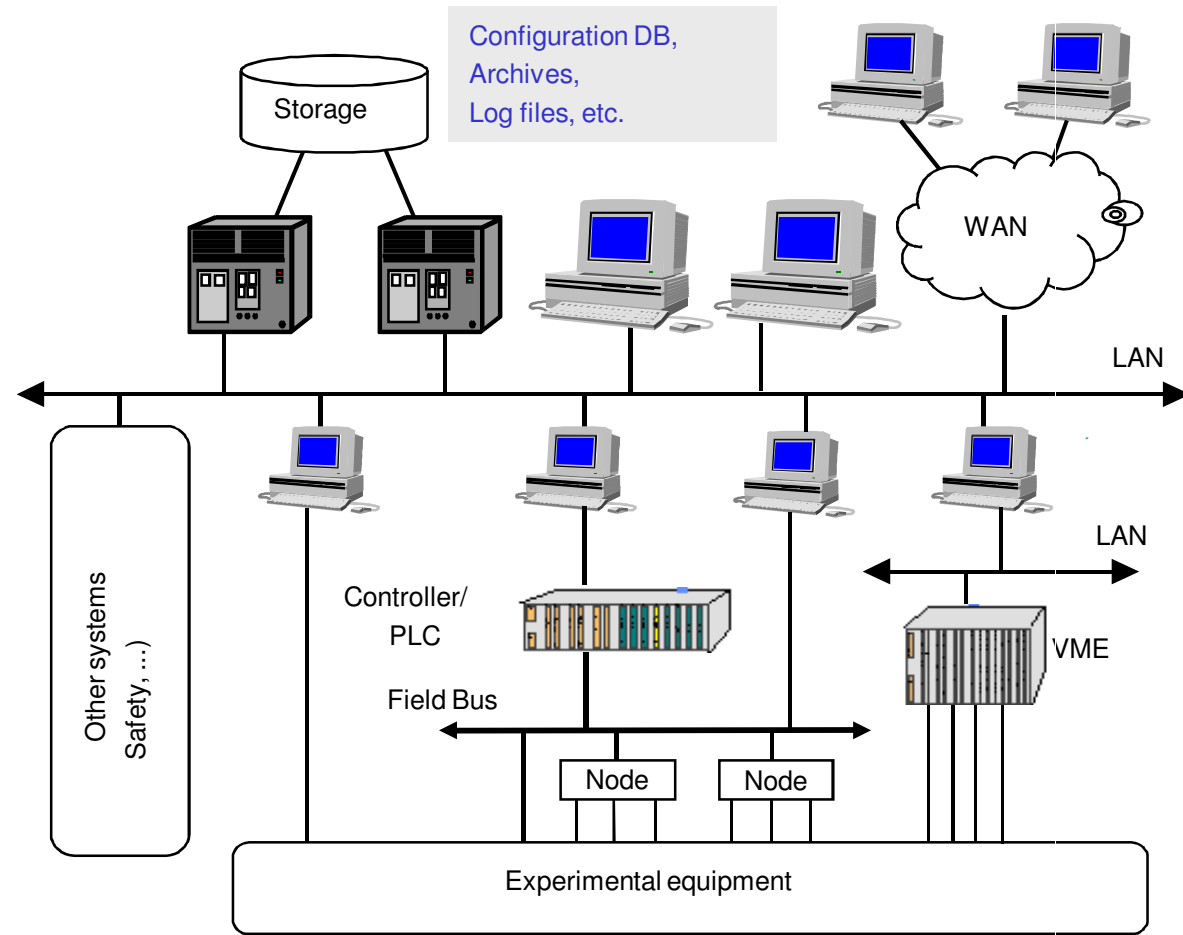 Configuration DB,
Archives,
Log files, etc.
Storage
WAN
LAN
LAN
Other systems
Safety, ...)
Controller/
PLC
VME
Field Bus
Node
Node
Experimental equipment